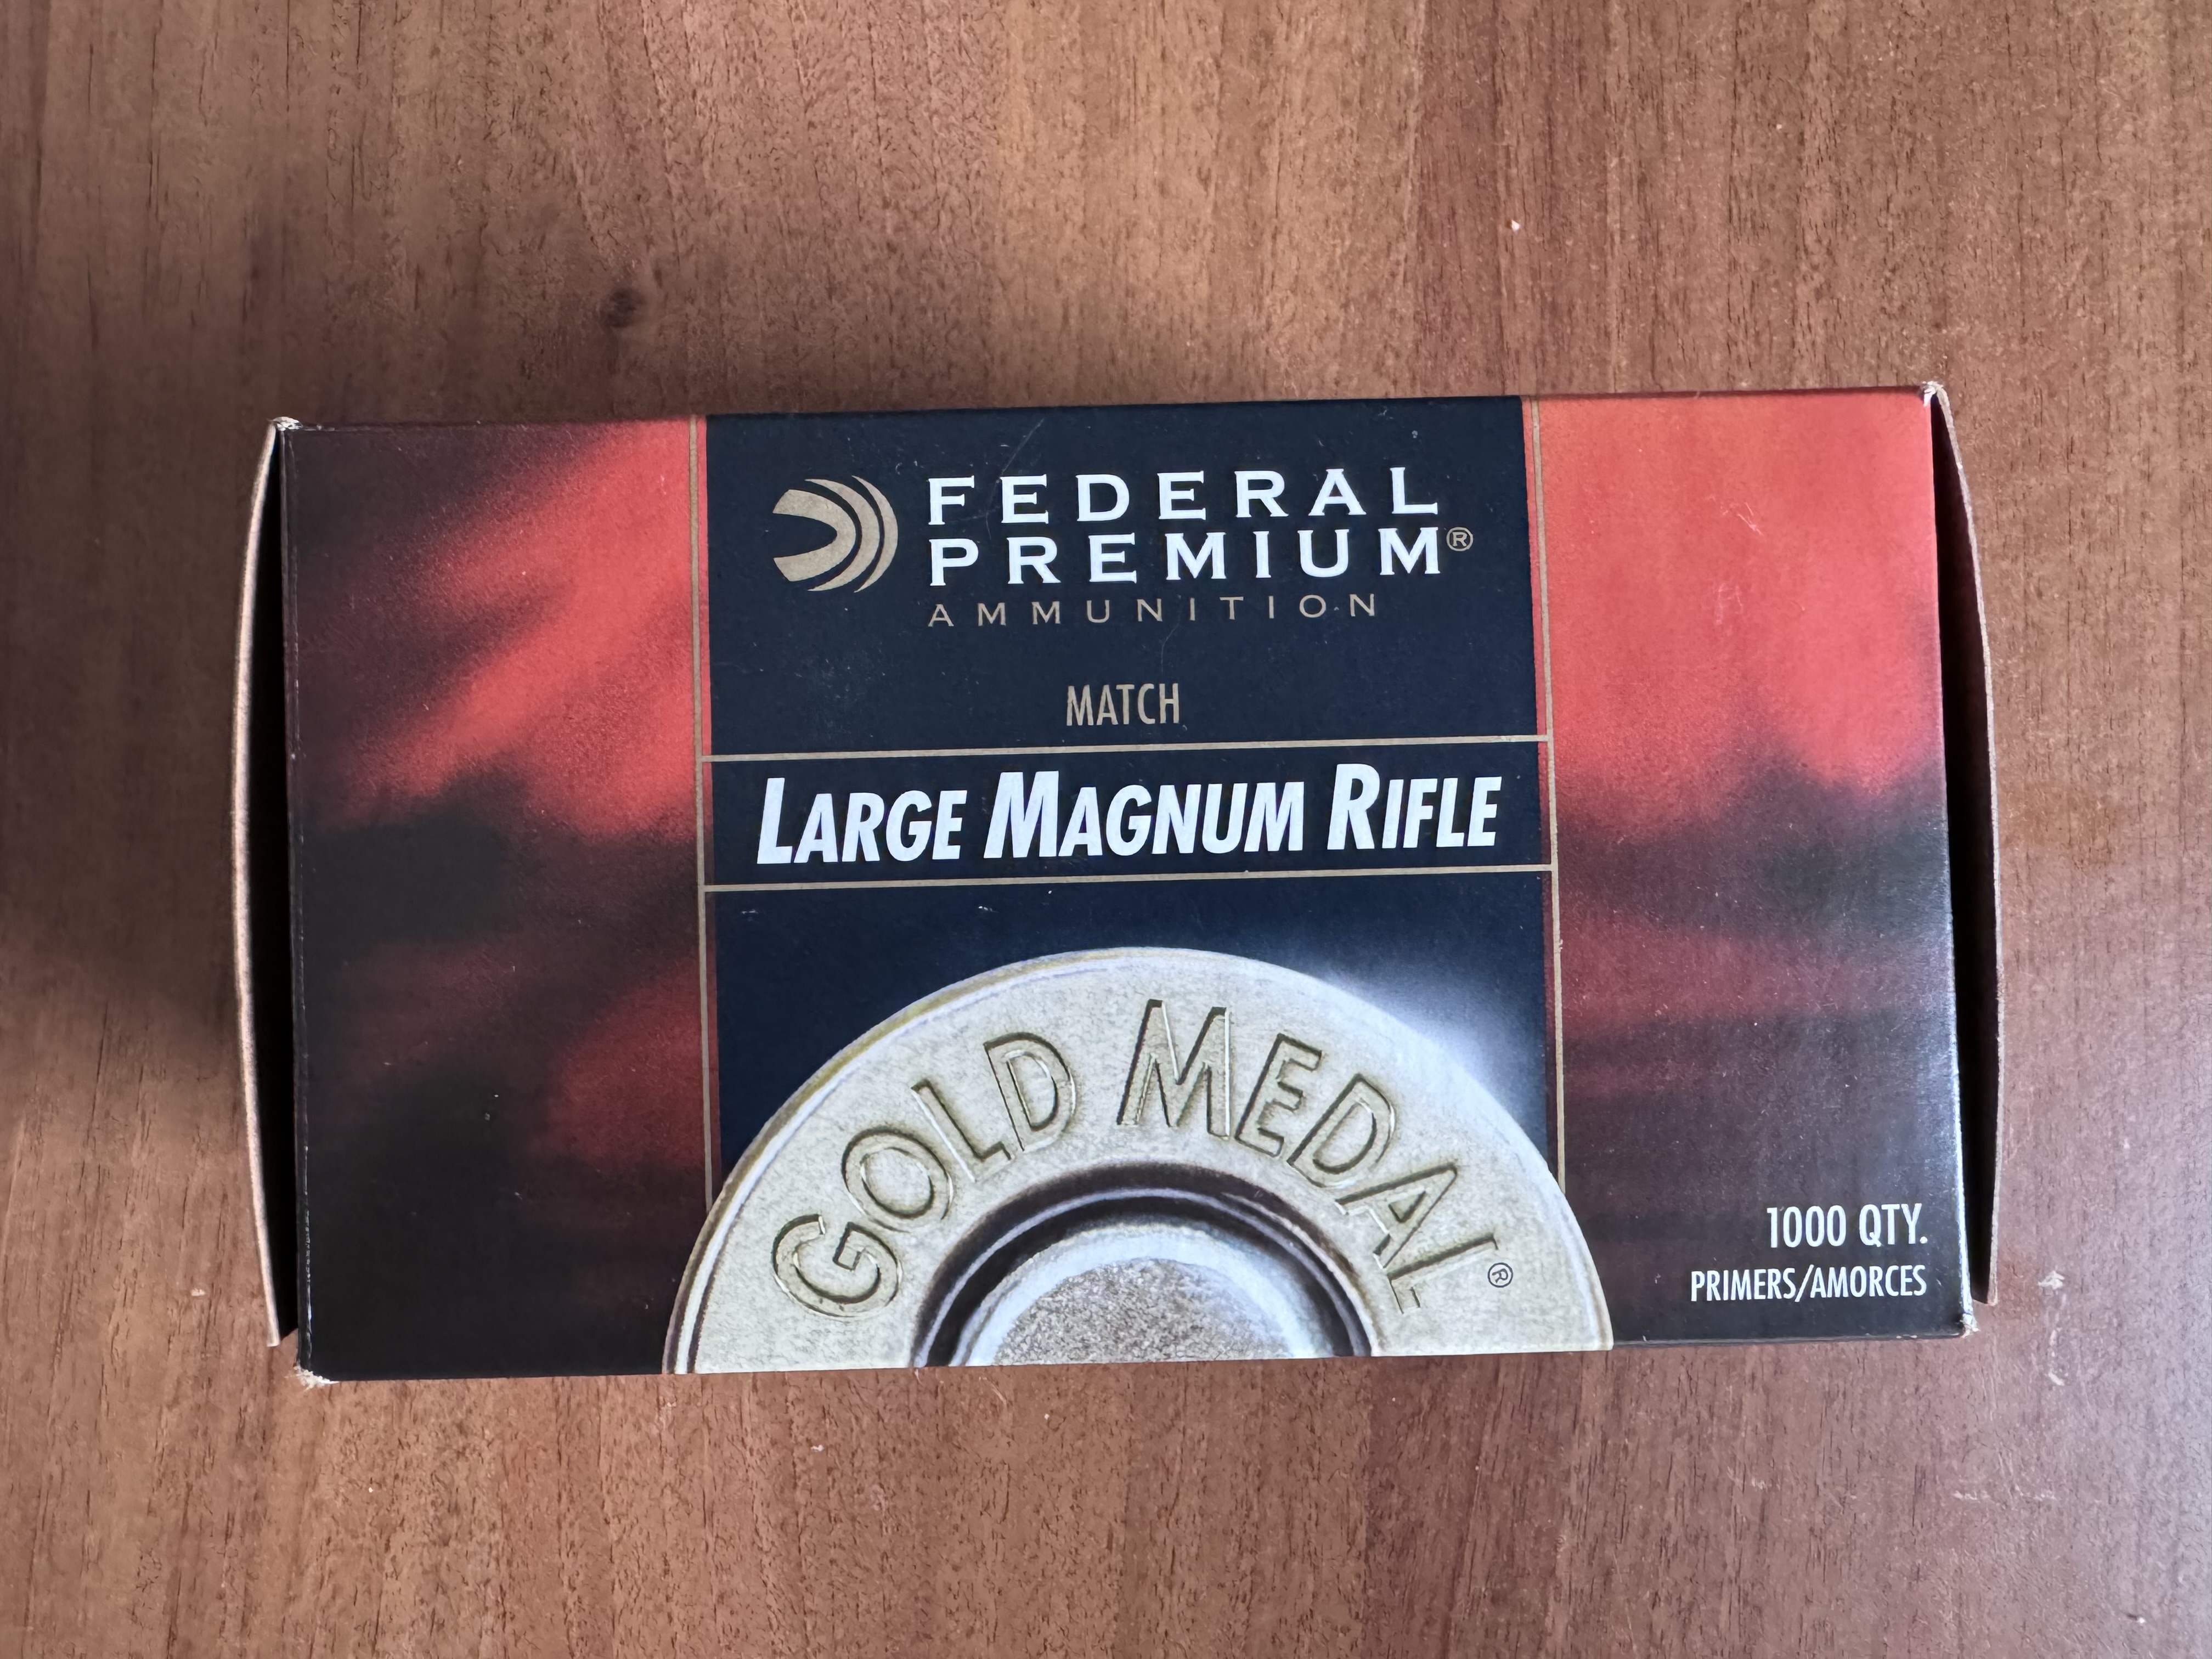 FEDERAL
PREMIUM®
AMMUNITION
MATCH
LARGE MAGNUM RIFLE
GOLD MEDAL®
1000 QTY.
PRIMERS/AMORCES